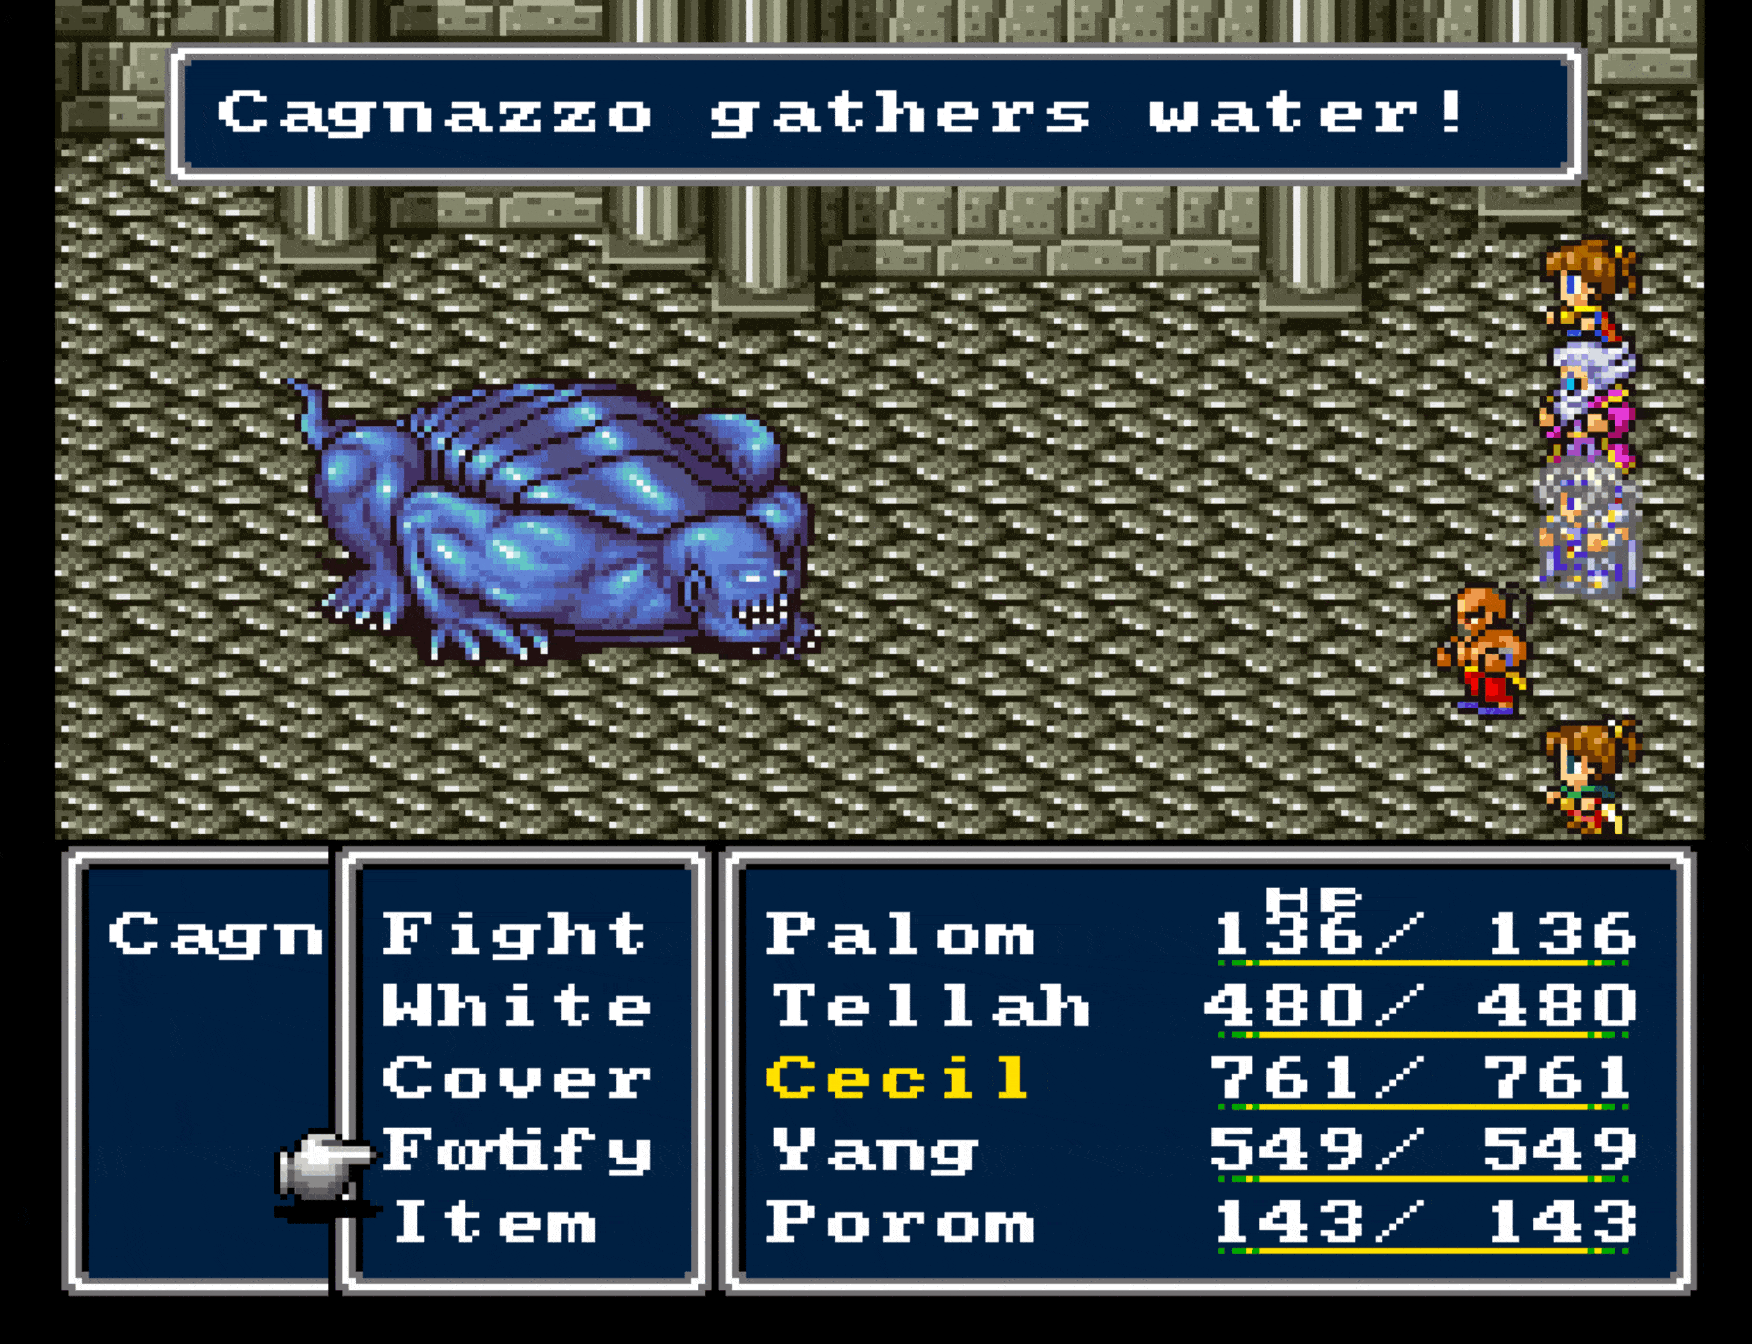 Cagnazzo gathers water!
Cagn
Fight
White
Cover
Fortify
Item
HP
Palom 136/ 136
Tellah 480/ 480
Cecil 761/ 761
Yang 549/ 549
Porom 143/ 143